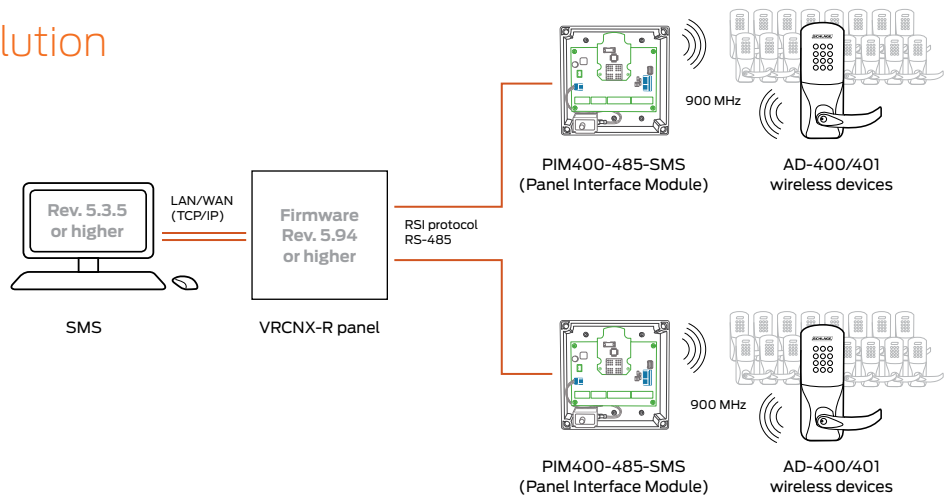 lution
Rev. 5.3.5
or higher
SMS
LAN/WAN
(TCP/IP)
Firmware
Rev. 5.94
or higher
VRCNX-R panel
RSI protocol
RS-485
PIM400-485-SMS
(Panel Interface Module)
900 MHz
SCHLAGE
AD-400/401
wireless devices
PIM400-485-SMS
(Panel Interface Module)
900 MHz
SCHLAGE
AD-400/401
wireless devices